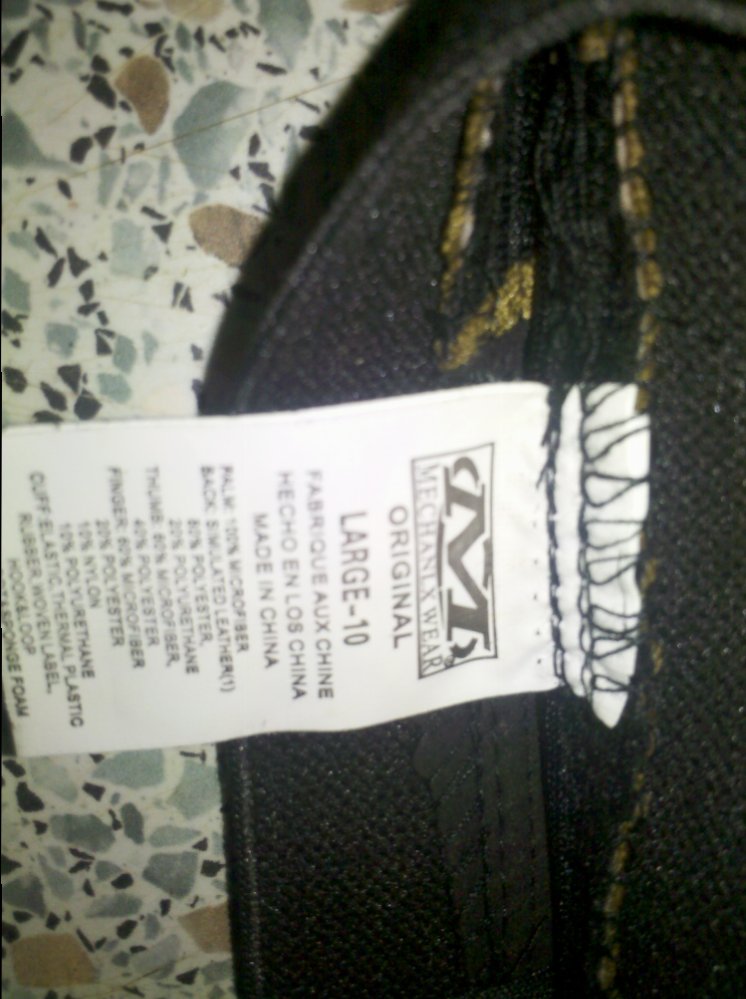 MECHANIX WEAR
ORIGINAL
LARGE-10
FABRIQUE AUX CHINE
HECHO EN LOS CHINA
MADE IN CHINA
PALM: 100% MICROFIBER
BACK: SIMULATED LEATHER(1)
80% POLYESTER,
20% POLYURETHANE
THUMB: 60% MICROFIBER,
40% POLYESTER
FINGER: 60% MICROFIBER
20% POLYESTER
10% NYLON
10% POLYURETHANE
CUFF/ELASTIC,THERMAL PLASTIC
RUBBER,WOVEN LABEL,
HOOK&LOOP
FOAM